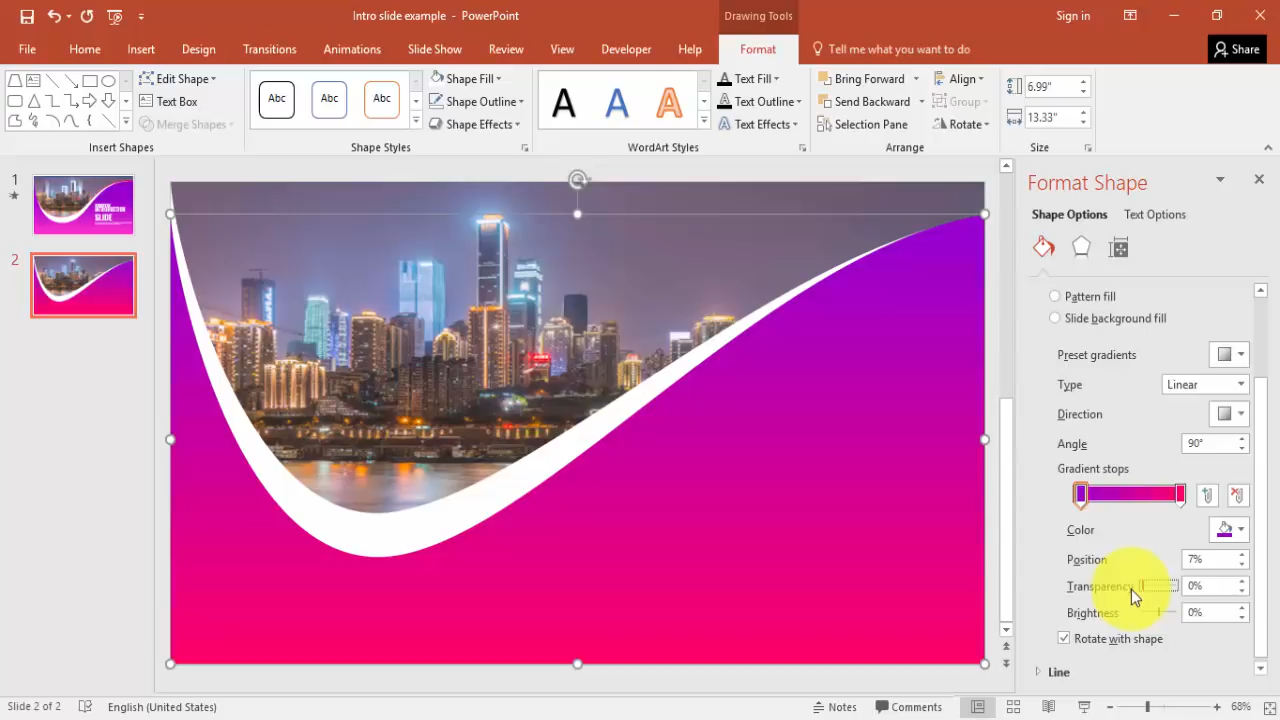 Intro slide example - PowerPoint
Drawing Tools
Sign in
File Home Insert Design Transitions Animations Slide Show Review View Developer Help Format Tell me what you want to do Share
Edit Shape
Text Box
Merge Shapes
Insert Shapes
Abc Abc Abc
Shape Fill
Shape Outline
Shape Effects
Shape Styles
A A A
Text Fill
Text Outline
Text Effects
WordArt Styles
Bring Forward
Send Backward
Selection Pane
Align
Group
Rotate
Arrange
6.99"
13.33"
Size
1
2
SLIDE
Format Shape
Shape Options Text Options
Pattern fill
Slide background fill
Preset gradients
Type Linear
Direction
Angle 90°
Gradient stops
Color
Position 7%
Transparency 0%
Brightness 0%
Rotate with shape
Line
Slide 2 of 2 English (United States) Notes Comments 68%